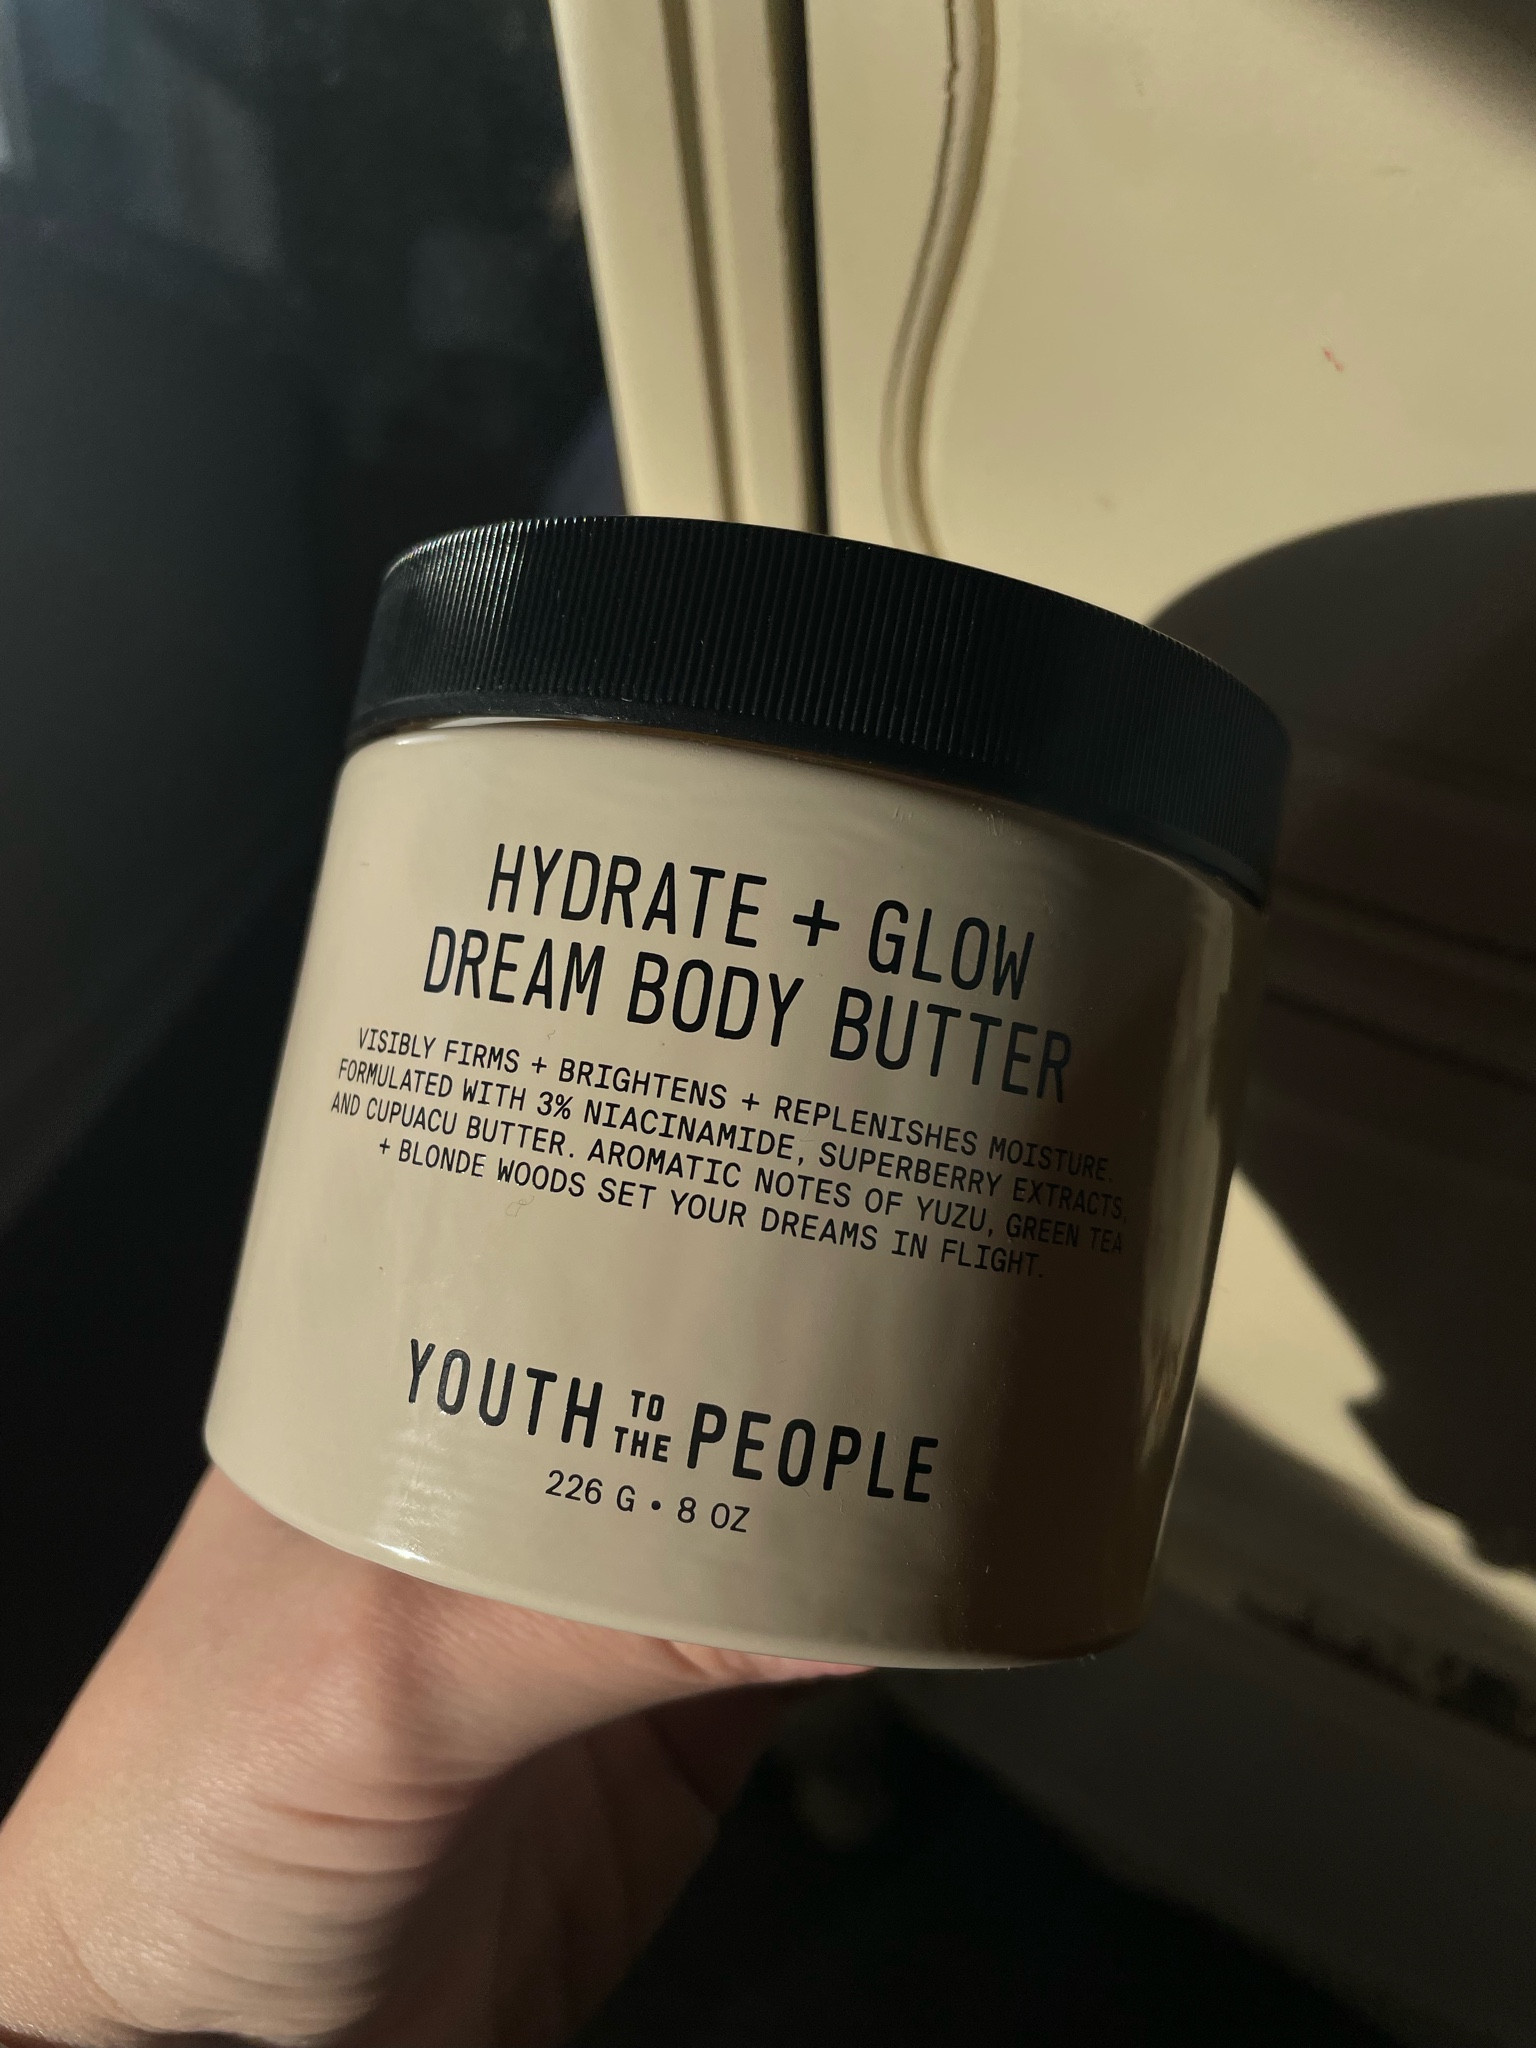 HYDRATE + GLOW
DREAM BODY BUTTER
VISIBLY FIRMS + BRIGHTENS + REPLENISHES MOISTURE.
FORMULATED WITH 3% NIACINAMIDE, SUPERBERRY EXTRACTS,
AND CUPUACU BUTTER. AROMATIC NOTES OF YUZU, GREEN TEA
+ BLONDE WOODS SET YOUR DREAMS IN FLIGHT.
YOUTH TO THE PEOPLE
226 G • 8 OZ